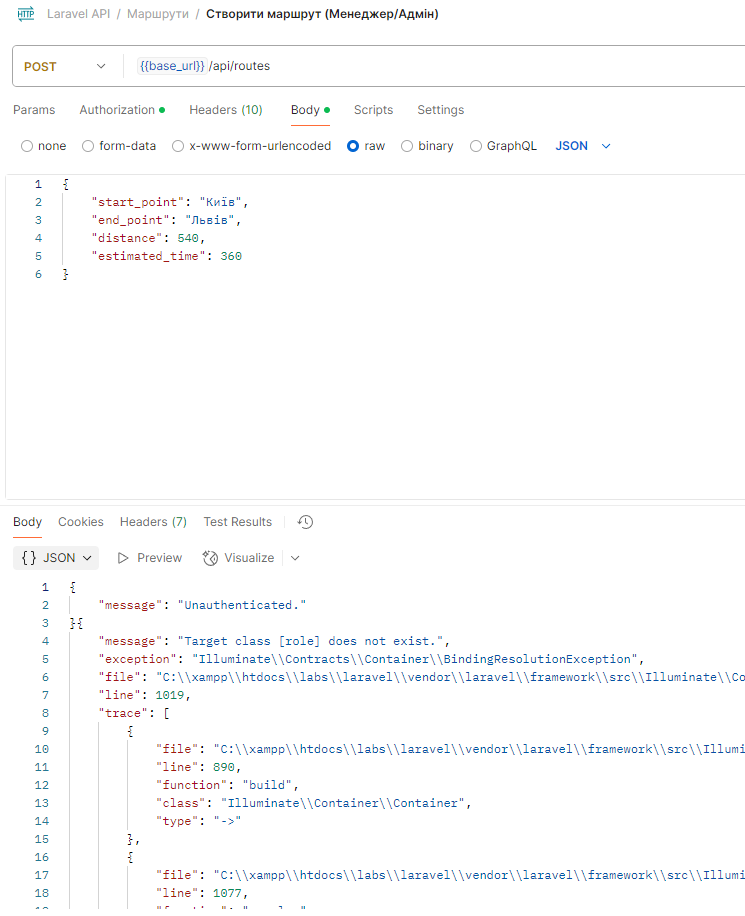 HTTP Laravel API / Маршрути / Створити маршрут (Менеджер/Адмін)
POST {{base_url}} /api/routes
Params Authorization Headers (10) Body Scripts Settings
none form-data x-www-form-urlencoded raw binary GraphQL JSON
1 {
2 "start_point": "Київ",
3 "end_point": "Львів",
4 "distance": 540,
5 "estimated_time": 360
6 }
Body Cookies Headers (7) Test Results
{} JSON Preview Visualize
1 {
2 "message": "Unauthenticated."
3 }{
4 "message": "Target class [role] does not exist.",
5 "exception": "Illuminate\\Contracts\\Container\\BindingResolutionException",
6 "file": "C:\\xampp\\htdocs\\labs\\laravel\\vendor\\laravel\\framework\\src\\Illuminate\\Co
7 "line": 1019,
8 "trace": [
9 {
10 "file": "C:\\xampp\\htdocs\\labs\\laravel\\vendor\\laravel\\framework\\src\\Illumi
11 "line": 890,
12 "function": "build",
13 "class": "Illuminate\\Container\\Container",
14 "type": "->"
15 },
16 {
17 "file": "C:\\xampp\\htdocs\\labs\\laravel\\vendor\\laravel\\framework\\src\\Illumi
18 "line": 1077,